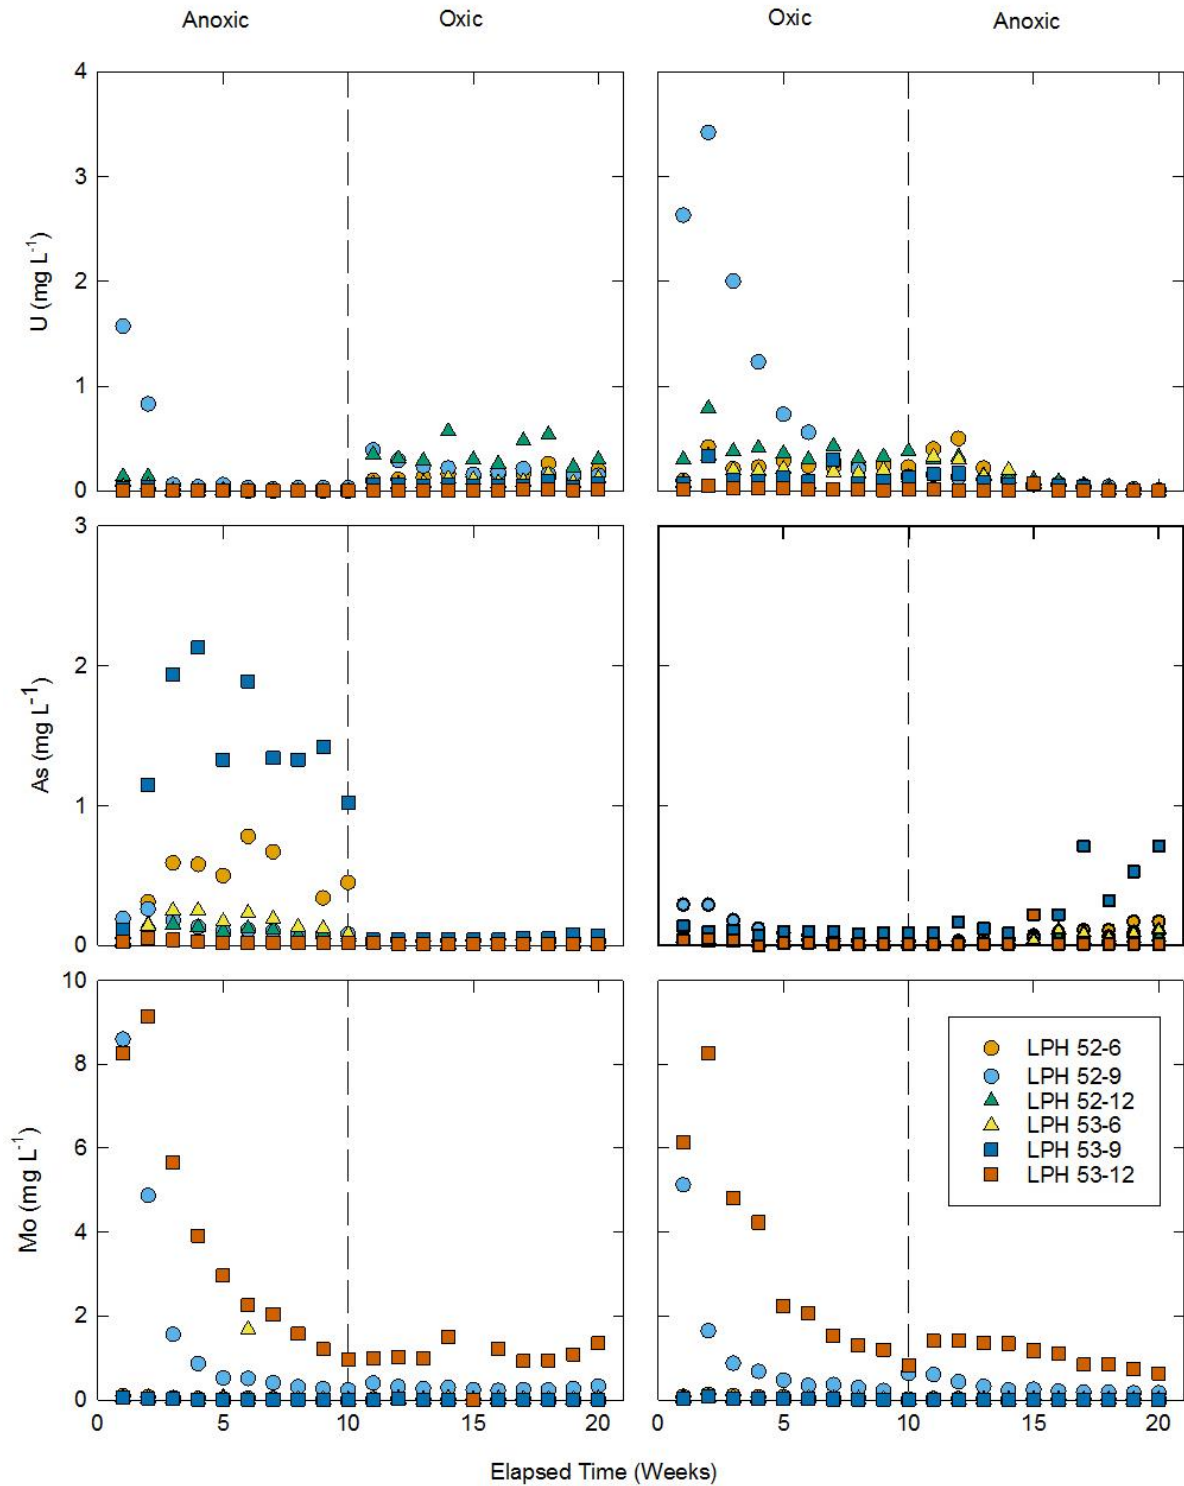 Anoxic Oxic Oxic Anoxic
4
3
2
1
0
U (mg L⁻¹)
3
2
1
0
As (mg L⁻¹)
10
8
6
4
2
0
Mo (mg L⁻¹)
LPH 52-6
LPH 52-9
LPH 52-12
LPH 53-6
LPH 53-9
LPH 53-12
0 5 10 15 20 0 5 10 15 20
Elapsed Time (Weeks)